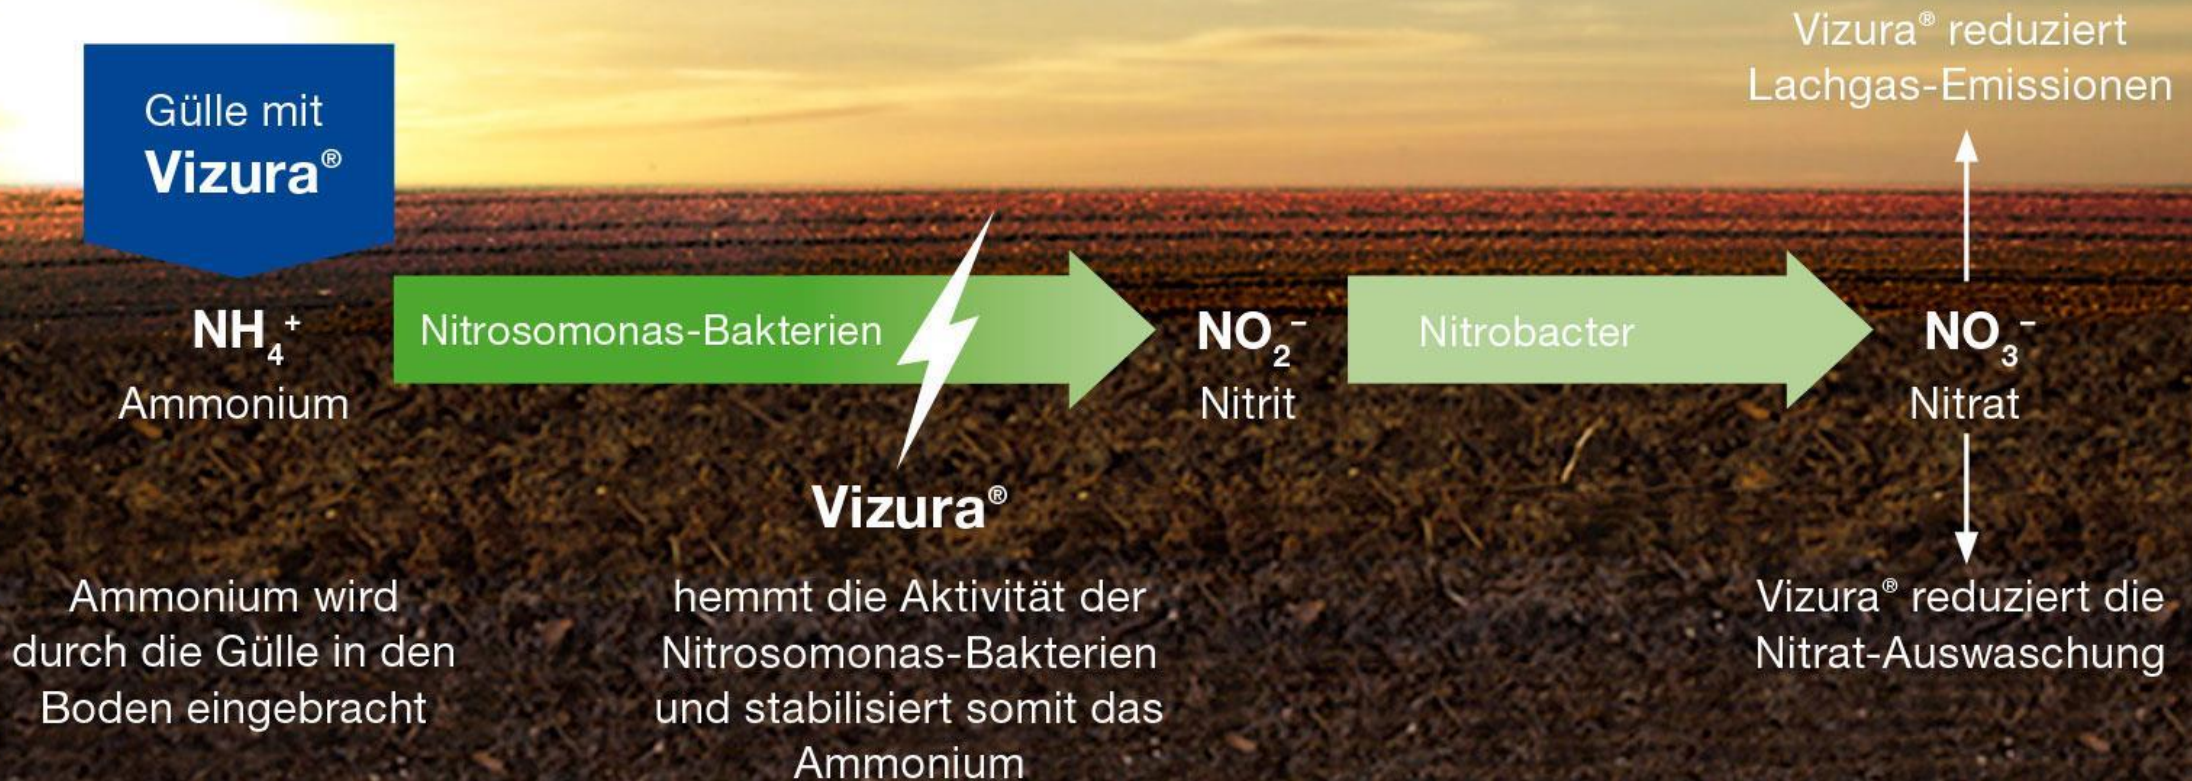 Gülle mit
Vizura®
NH₄⁺
Ammonium
Ammonium wird
durch die Gülle in den
Boden eingebracht
Nitrosomonas-Bakterien
Vizura®
hemmt die Aktivität der
Nitrosomonas-Bakterien
und stabilisiert somit das
Ammonium
NO₂⁻
Nitrit
Nitrobacter
Vizura® reduziert
Lachgas-Emissionen
NO₃⁻
Nitrat
Vizura® reduziert die
Nitrat-Auswaschung